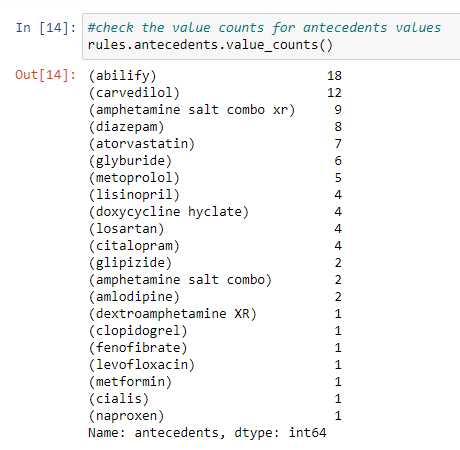 In [14]: #check the value counts for antecedents values
rules.antecedents.value_counts()
Out[14]: (abilify) 18
(carvedilol) 12
(amphetamine salt combo xr) 9
(diazepam) 8
(atorvastatin) 7
(glyburide) 6
(metoprolol) 5
(lisinopril) 4
(doxycycline hyclate) 4
(losartan) 4
(citalopram) 4
(glipizide) 2
(amphetamine salt combo) 2
(amlodipine) 2
(dextroamphetamine XR) 1
(clopidogrel) 1
(fenofibrate) 1
(levofloxacin) 1
(metformin) 1
(cialis) 1
(naproxen) 1
Name: antecedents, dtype: int64